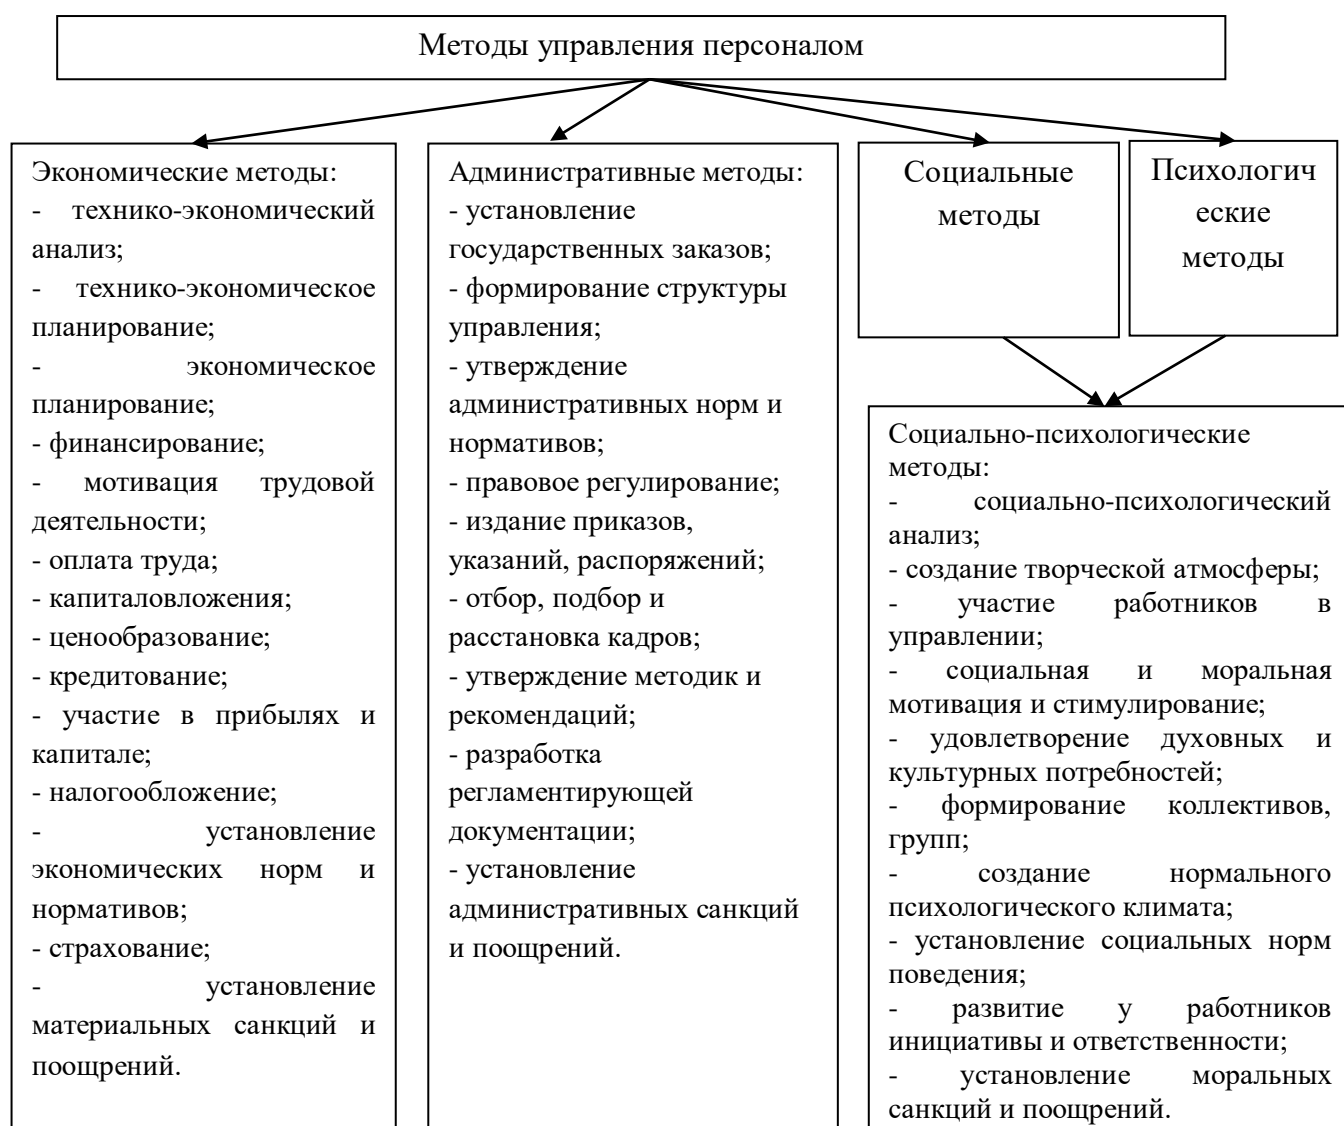 Методы управления персоналом
Экономические методы:
- технико-экономический
анализ;
- технико-экономическое
планирование;
- экономическое
планирование;
- финансирование;
- мотивация трудовой
деятельности;
- оплата труда;
- капиталовложения;
- ценообразование;
- кредитование;
- участие в прибылях и
капитале;
- налогообложение;
- установление
экономических норм и
нормативов;
- страхование;
- установление
материальных санкций и
поощрений.
Административные методы:
- установление
государственных заказов;
- формирование структуры
управления;
- утверждение
административных норм и
нормативов;
- правовое регулирование;
- издание приказов,
указаний, распоряжений;
- отбор, подбор и
расстановка кадров;
- утверждение методик и
рекомендаций;
- разработка
регламентирующей
документации;
- установление
административных санкций
и поощрений.
Социальные
методы
Психологич
еские
методы
Социально-психологические
методы:
- социально-психологический
анализ;
- создание творческой атмосферы;
- участие работников в
управлении;
- социальная и моральная
мотивация и стимулирование;
- удовлетворение духовных и
культурных потребностей;
- формирование коллективов,
групп;
- создание нормального
психологического климата;
- установление социальных норм
поведения;
- развитие у работников
инициативы и ответственности;
- установление моральных
санкций и поощрений.